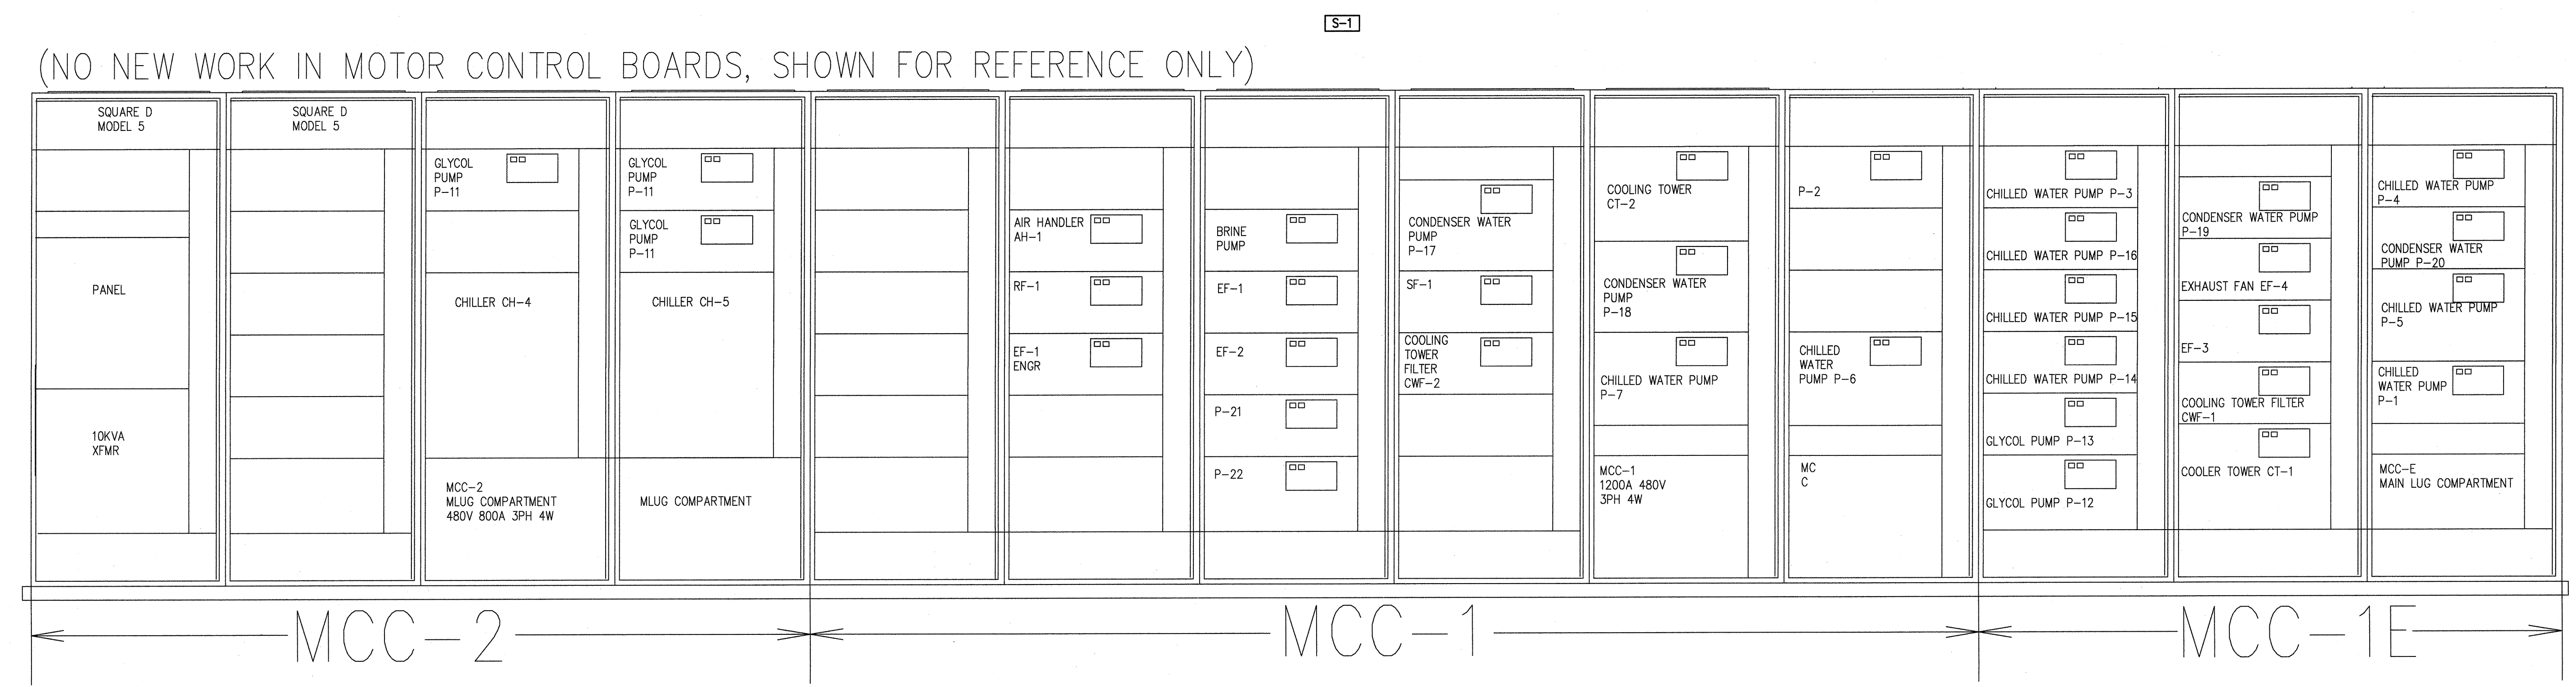 S-1
(NO NEW WORK IN MOTOR CONTROL BOARDS, SHOWN FOR REFERENCE ONLY)
SQUARE D
MODEL 5
PANEL
10KVA
XFMR
SQUARE D
MODEL 5
GLYCOL
PUMP
P-11
CHILLER CH-4
MCC-2
MLUG COMPARTMENT
480V 800A 3PH 4W
GLYCOL
PUMP
P-11
GLYCOL
PUMP
P-11
CHILLER CH-5
MLUG COMPARTMENT
AIR HANDLER
AH-1
RF-1
EF-1
ENGR
BRINE
PUMP
EF-1
EF-2
P-21
P-22
CONDENSER WATER
PUMP
P-17
SF-1
COOLING
TOWER
FILTER
CWF-2
COOLING TOWER
CT-2
CONDENSER WATER
PUMP
P-18
CHILLED WATER PUMP
P-7
MCC-1
1200A 480V
3PH 4W
P-2
CHILLED
WATER
PUMP P-6
MC
C
CHILLED WATER PUMP P-3
CHILLED WATER PUMP P-16
CHILLED WATER PUMP P-15
CHILLED WATER PUMP P-14
GLYCOL PUMP P-13
GLYCOL PUMP P-12
CONDENSER WATER PUMP
P-19
EXHAUST FAN EF-4
EF-3
COOLING TOWER FILTER
CWF-1
COOLER TOWER CT-1
CHILLED WATER PUMP
P-4
CONDENSER WATER
PUMP P-20
CHILLED WATER PUMP
P-5
CHILLED
WATER PUMP
P-1
MCC-E
MAIN LUG COMPARTMENT
MCC-2
MCC-1
MCC-1E